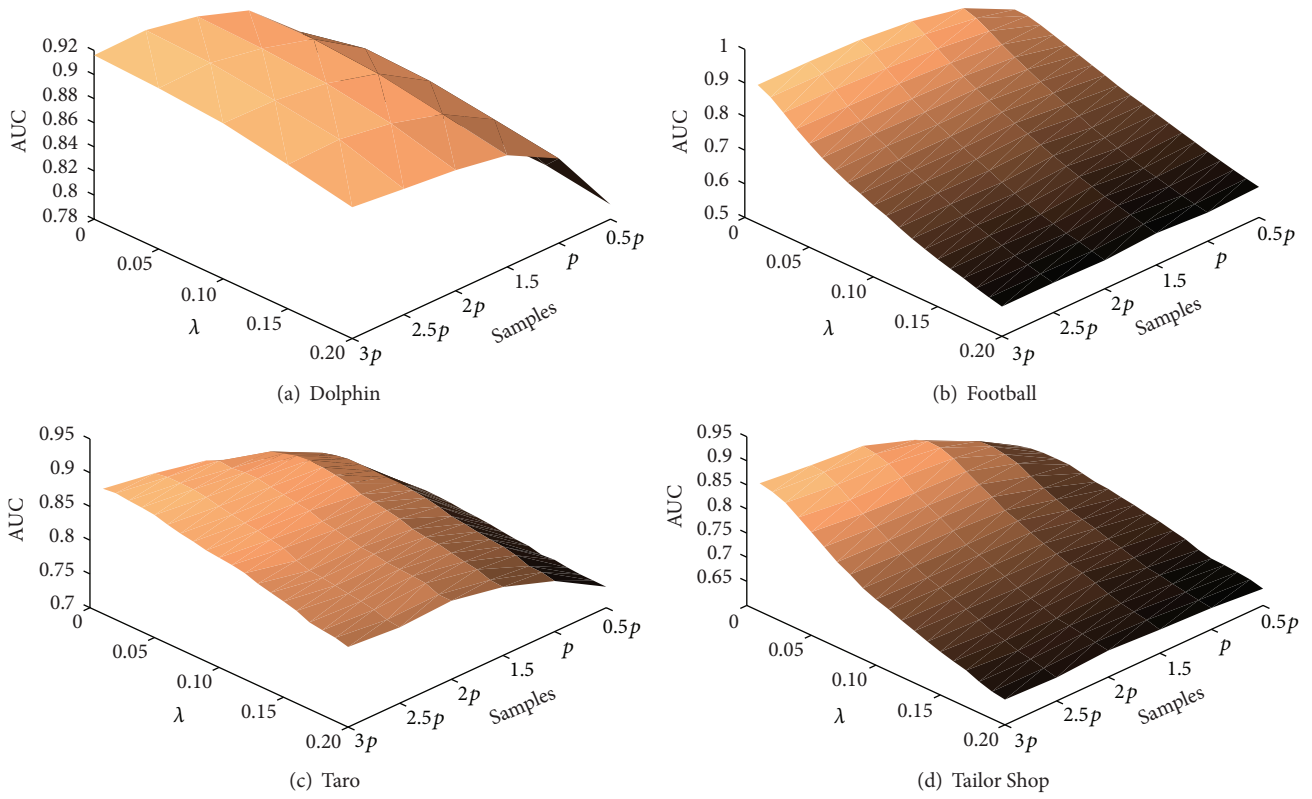 0.92
0.9
0.88
0.86
0.84
0.82
0.8
0.78
AUC
0
0.05
0.10
0.15
0.20
λ
3p
2.5p
2p
1.5
p
0.5p
Samples
(a) Dolphin
1
0.9
0.8
0.7
0.6
0.5
AUC
0
0.05
0.10
0.15
0.20
λ
3p
2.5p
2p
1.5
p
0.5p
Samples
(b) Football
0.95
0.9
0.85
0.8
0.75
0.7
AUC
0
0.05
0.10
0.15
0.20
λ
3p
2.5p
2p
1.5
p
0.5p
Samples
(c) Taro
0.95
0.9
0.85
0.8
0.75
0.7
0.65
AUC
0
0.05
0.10
0.15
0.20
λ
3p
2.5p
2p
1.5
p
0.5p
Samples
(d) Tailor Shop